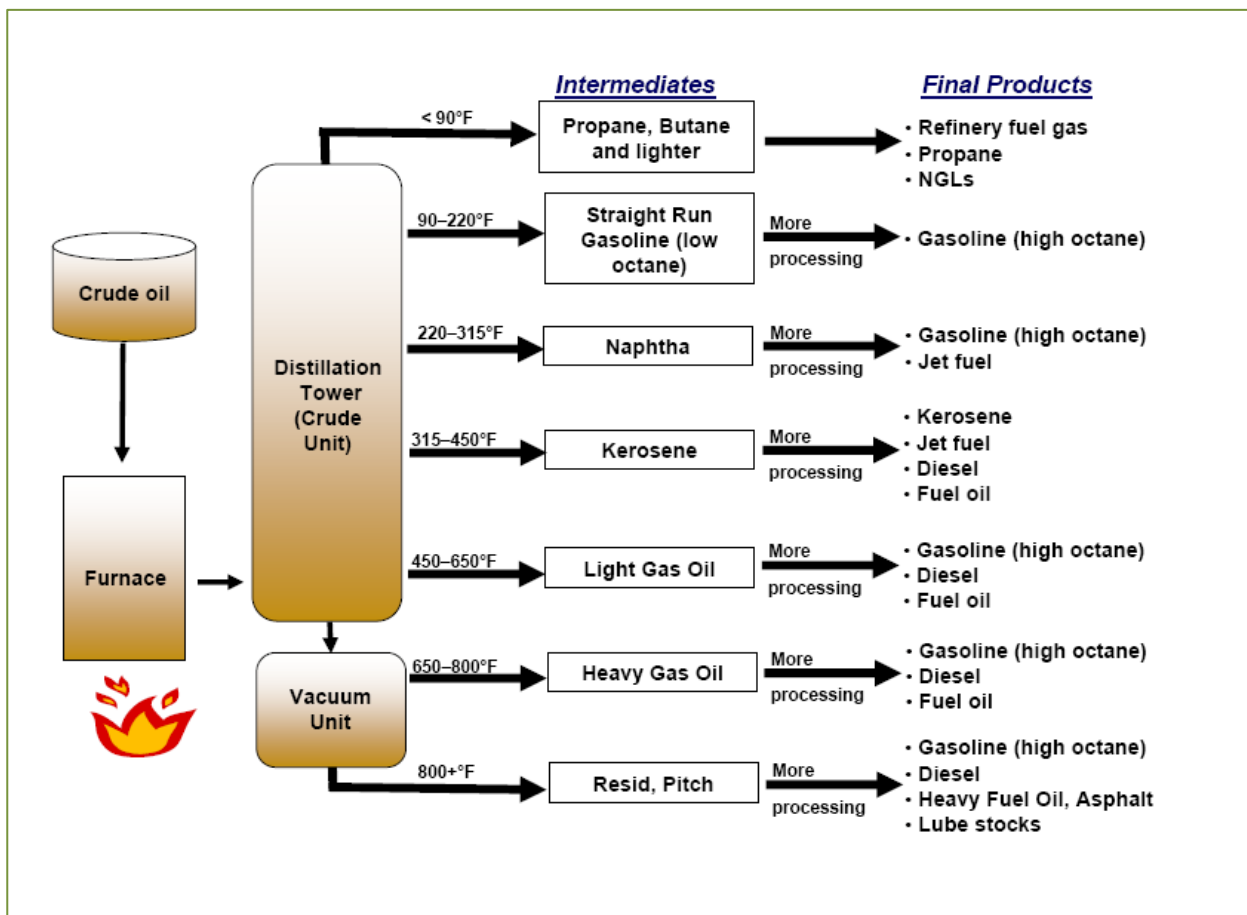 Intermediates
Final Products
< 90°F
Propane, Butane
and lighter
• Refinery fuel gas
• Propane
• NGLs
90–220°F
Straight Run
Gasoline (low
octane)
More
processing
• Gasoline (high octane)
Crude oil
220–315°F
Naphtha
More
processing
• Gasoline (high octane)
• Jet fuel
Distillation
Tower
(Crude
Unit)
315–450°F
Kerosene
More
processing
• Kerosene
• Jet fuel
• Diesel
• Fuel oil
Furnace
450–650°F
Light Gas Oil
More
processing
• Gasoline (high octane)
• Diesel
• Fuel oil
Vacuum
Unit
650–800°F
Heavy Gas Oil
More
processing
• Gasoline (high octane)
• Diesel
• Fuel oil
800+°F
Resid, Pitch
More
processing
• Gasoline (high octane)
• Diesel
• Heavy Fuel Oil, Asphalt
• Lube stocks